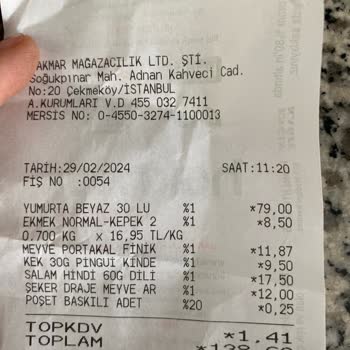 AKMAR MAĞAZACILIK LTD. ŞTİ.
Soğukpınar Mah. Adnan Kahveci Cad.
No:20 Çekmeköy/İSTANBUL
A.KURUMLARI V.D 455 032 7411
MERSİS NO: 0-4550-3274-1100013
TARİH:29/02/2024 SAAT:11:20
FİŞ NO :0054
YUMURTA BEYAZ 30 LU %1 *79,00
EKMEK NORMAL-KEPEK 2 %1 *8,50
0,700 KG x 16,95 TL/KG
MEYVE PORTAKAL FİNİK %1 *11,87
KEK 30G PINGUI KİNDE %1 *9,50
SALAM HİNDİ 60G DİLİ %1 *17,50
ŞEKER DRAJE MEYVE AR %1 *12,00
POŞET BASKILI ADET %20 *0,25
TOPKDV *1,41
TOPLAM